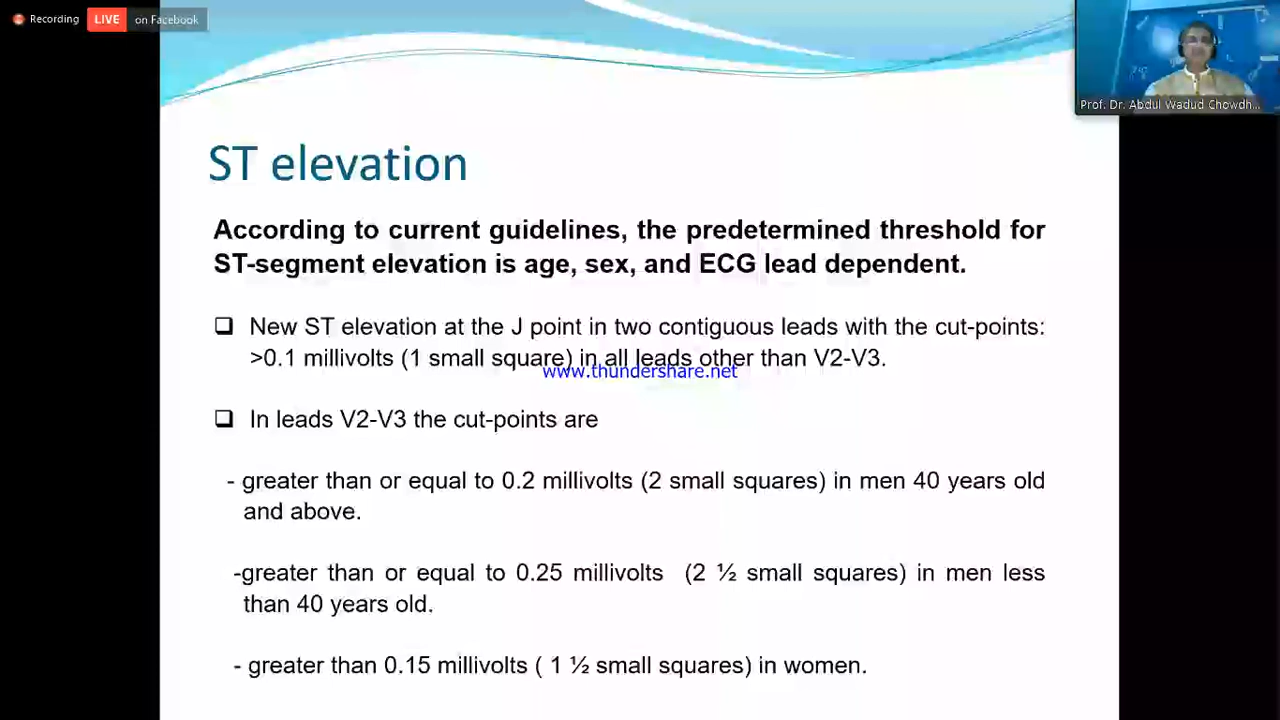 Recording
LIVE on Facebook
Prof. Dr. Abdul Wadud Chowdh...
ST elevation
According to current guidelines, the predetermined threshold for
ST-segment elevation is age, sex, and ECG lead dependent.
❑ New ST elevation at the J point in two contiguous leads with the cut-points:
>0.1 millivolts (1 small square) in all leads other than V2-V3.
www.thundershare.net
❑ In leads V2-V3 the cut-points are
- greater than or equal to 0.2 millivolts (2 small squares) in men 40 years old
and above.
-greater than or equal to 0.25 millivolts (2 ½ small squares) in men less
than 40 years old.
- greater than 0.15 millivolts ( 1 ½ small squares) in women.